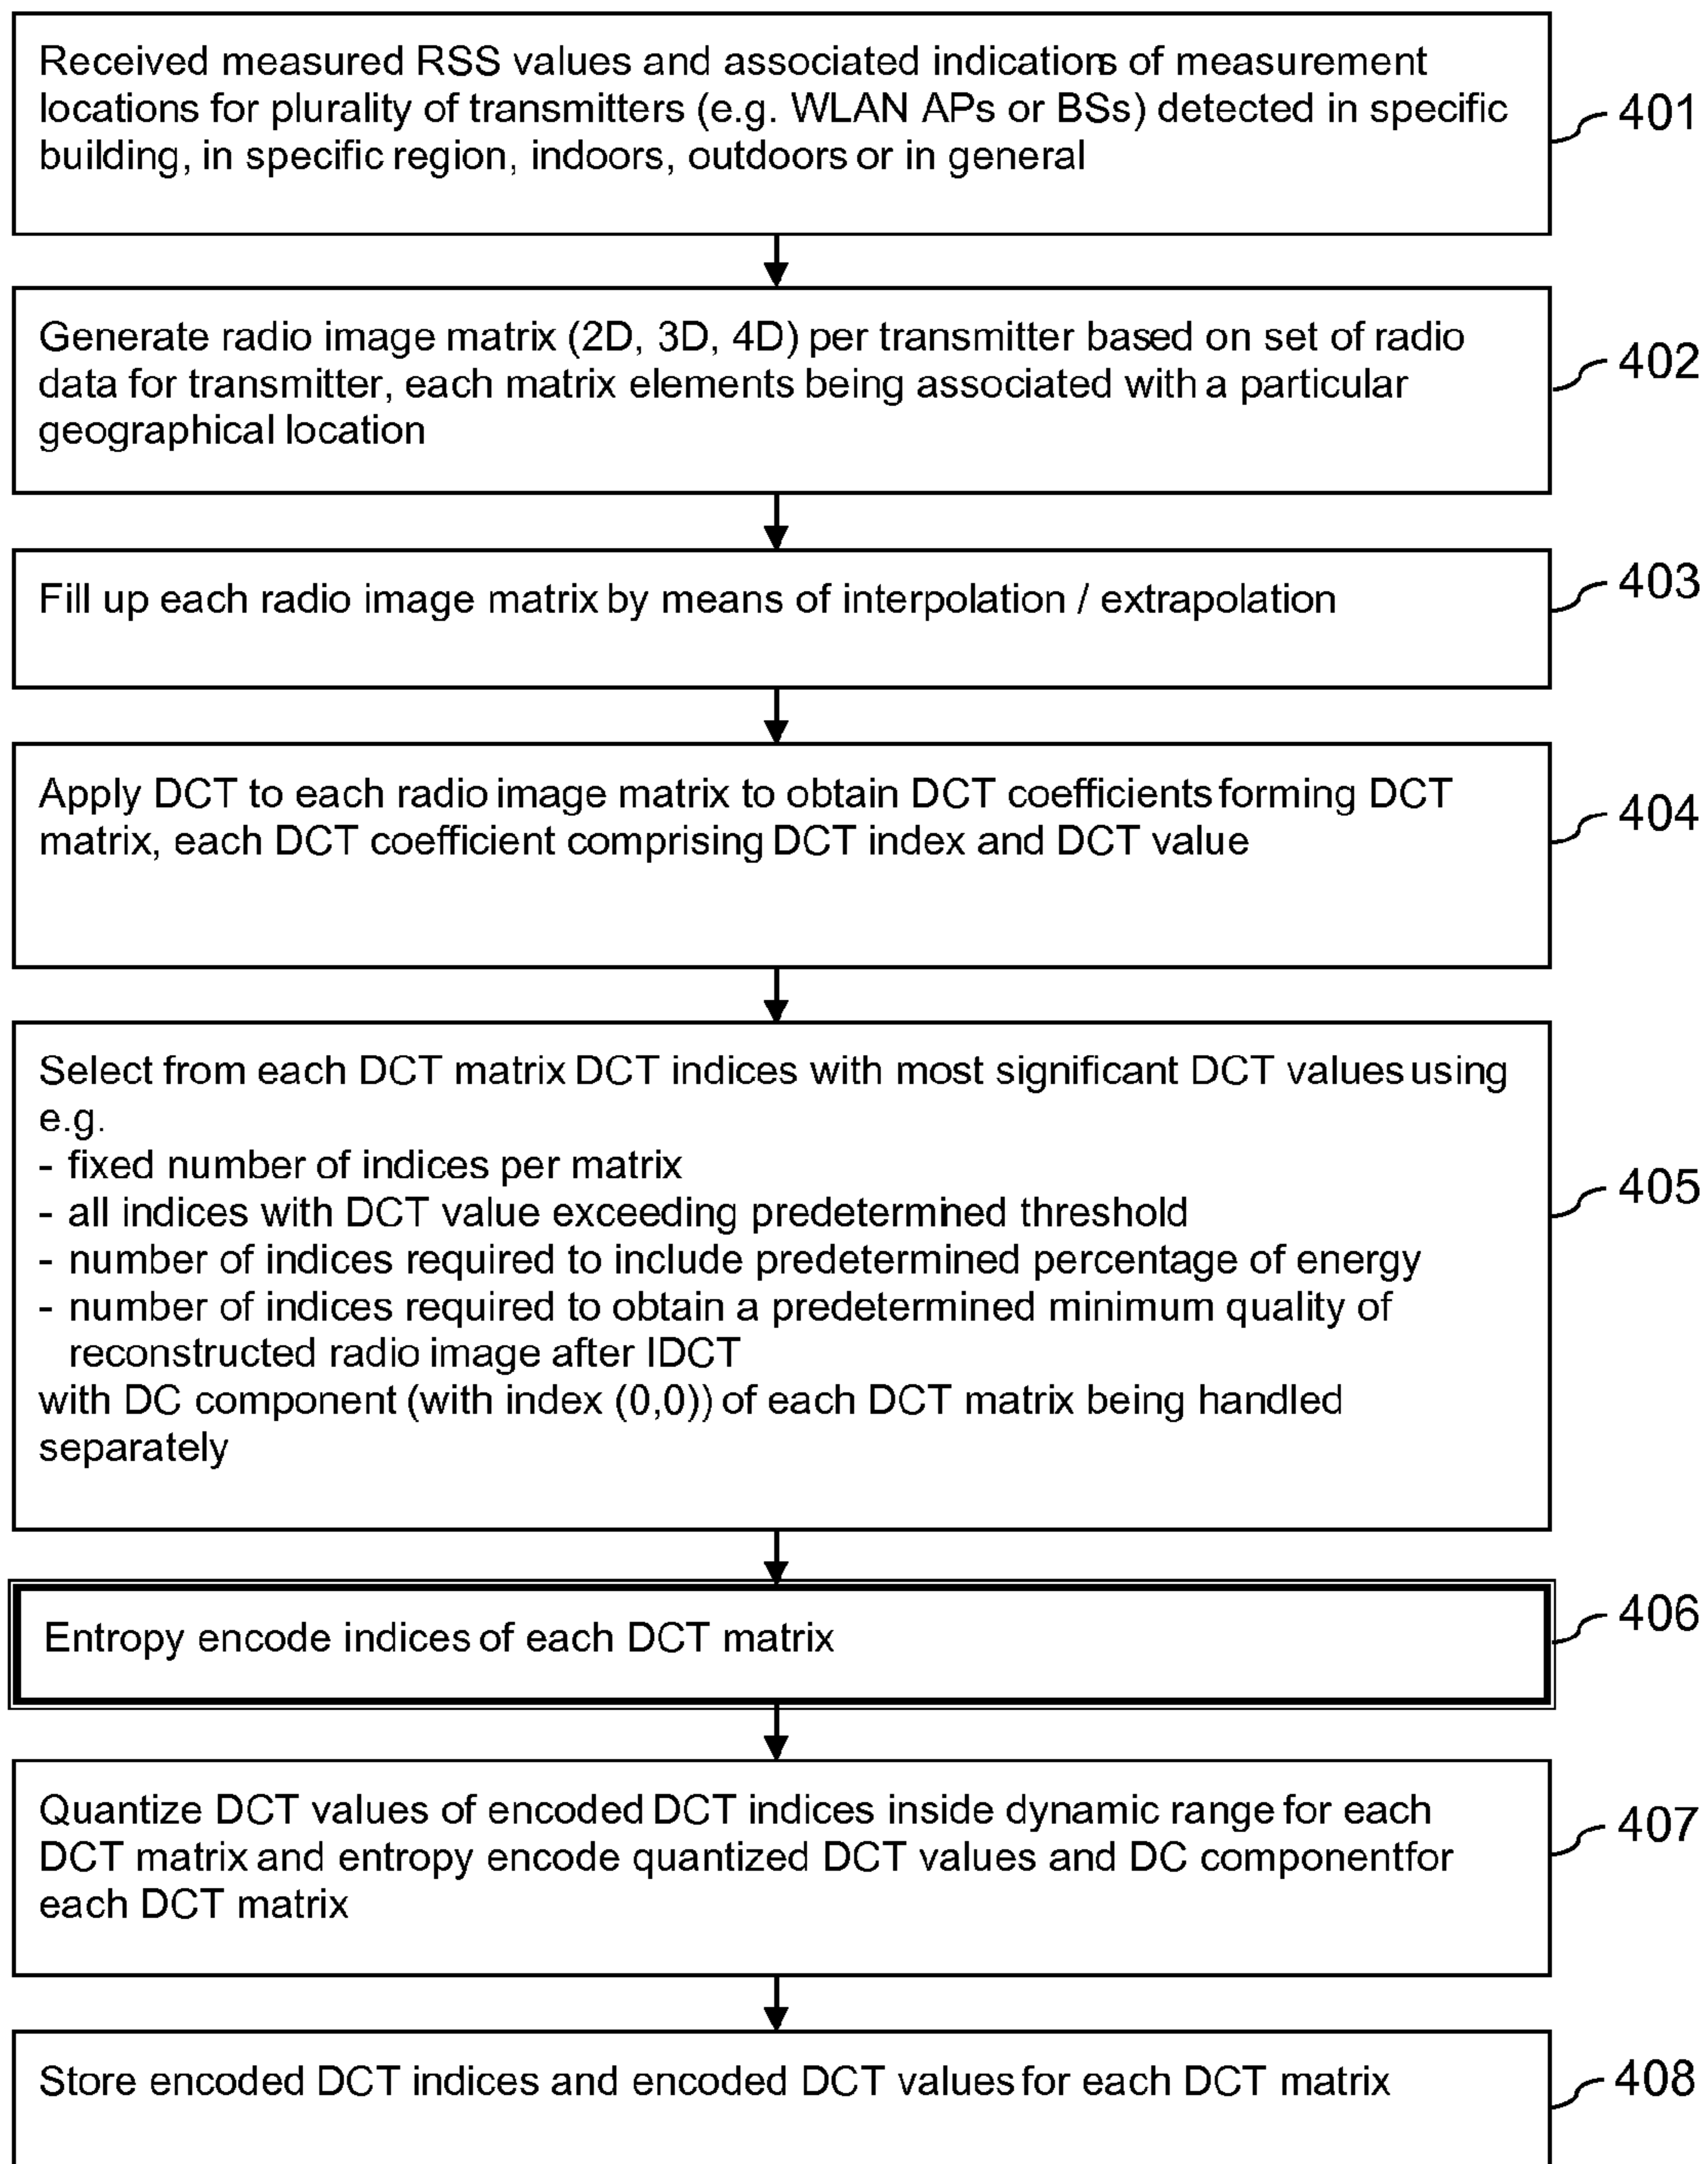 Received measured RSS values and associated indications of measurement
locations for plurality of transmitters (e.g. WLAN APs or BSs) detected in specific
building, in specific region, indoors, outdoors or in general
401
Generate radio image matrix (2D, 3D, 4D) per transmitter based on set of radio
data for transmitter, each matrix elements being associated with a particular
geographical location
402
Fill up each radio image matrix by means of interpolation / extrapolation
403
Apply DCT to each radio image matrix to obtain DCT coefficients forming DCT
matrix, each DCT coefficient comprising DCT index and DCT value
404
Select from each DCT matrix DCT indices with most significant DCT values using
e.g.
- fixed number of indices per matrix
- all indices with DCT value exceeding predetermined threshold
- number of indices required to include predetermined percentage of energy
- number of indices required to obtain a predetermined minimum quality of
reconstructed radio image after IDCT
with DC component (with index (0,0)) of each DCT matrix being handled
separately
405
Entropy encode indices of each DCT matrix
406
Quantize DCT values of encoded DCT indices inside dynamic range for each
DCT matrix and entropy encode quantized DCT values and DC component for
each DCT matrix
407
Store encoded DCT indices and encoded DCT values for each DCT matrix
408